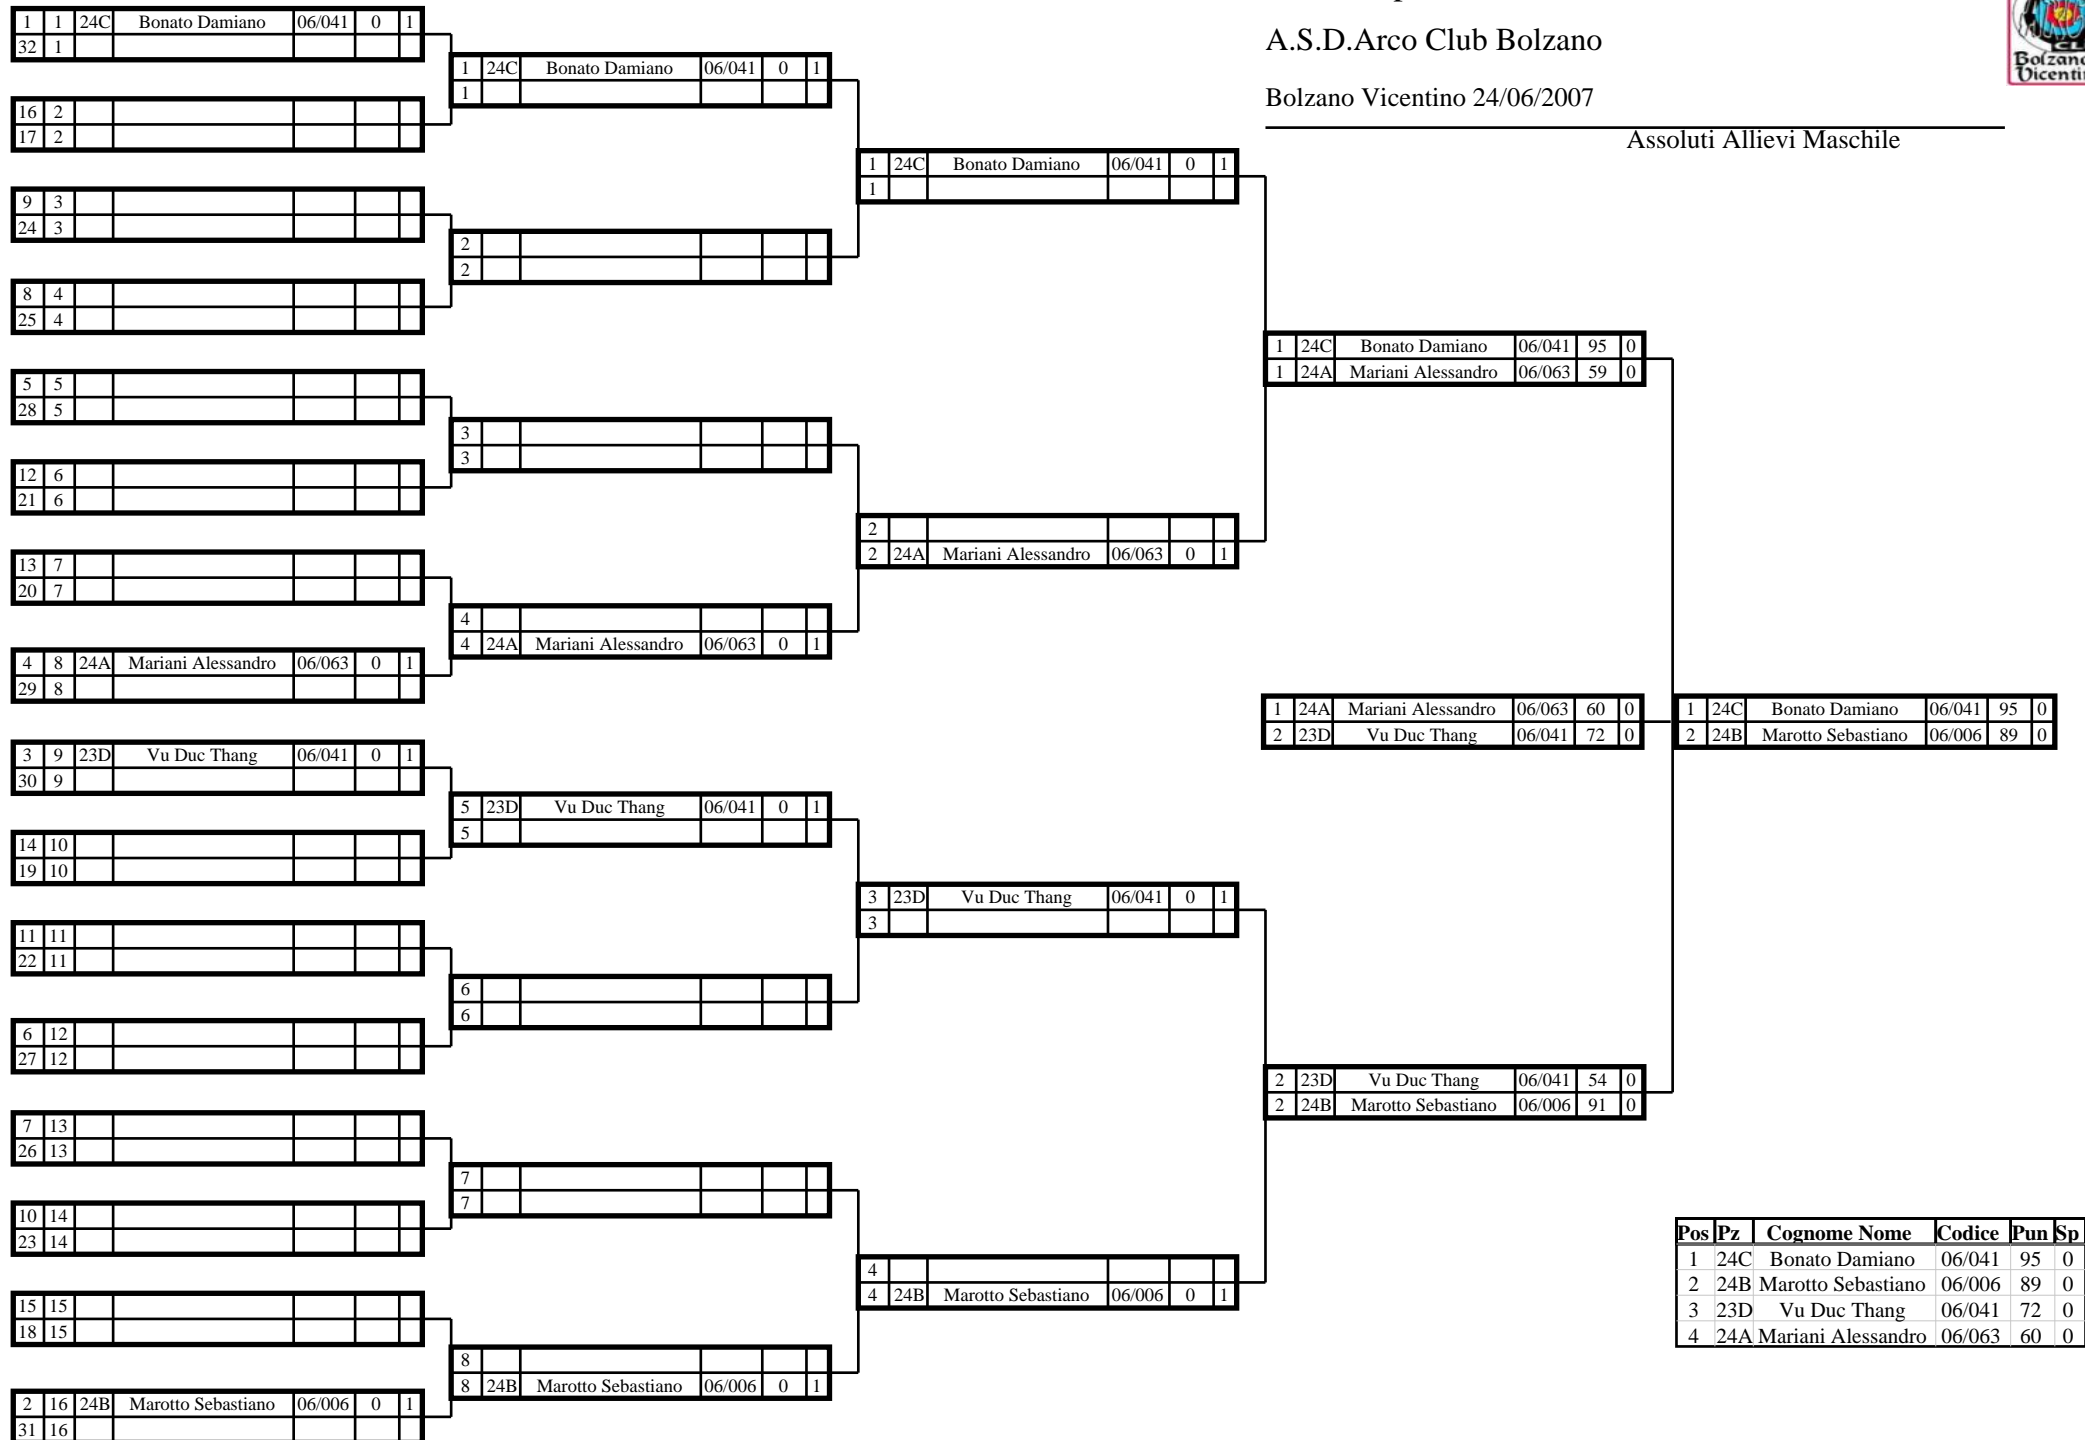 A.S.D.Arco Club Bolzano
Bolzano Vicentino 24/06/2007
Assoluti Allievi Maschile
Bolzano
1 1 24C Bonato Damiano 06/041 0 1
32 1
16 2
17 2
9 3
24 3
8 4
25 4
5 5
28 5
12 6
21 6
13 7
20 7
4 8 24A Mariani Alessandro 06/063 0 1
29 8
3 9 23D Vu Duc Thang 06/041 0 1
30 9
14 10
19 10
11 11
22 11
6 12
27 12
7 13
26 13
10 14
23 14
15 15
18 15
2 16 24B Marotto Sebastiano 06/006 0 1
31 16
1 24C Bonato Damiano 06/041 0 1
1
2
2
3
3
4
4 24A Mariani Alessandro 06/063 0 1
5 23D Vu Duc Thang 06/041 0 1
5
6
6
7
7
8
8 24B Marotto Sebastiano 06/006 0 1
1 24C Bonato Damiano 06/041 0 1
1
2
2 24A Mariani Alessandro 06/063 0 1
3 23D Vu Duc Thang 06/041 0 1
3
4
4 24B Marotto Sebastiano 06/006 0 1
1 24C Bonato Damiano 06/041 95 0
1 24A Mariani Alessandro 06/063 59 0
1 24A Mariani Alessandro 06/063 60 0
2 23D Vu Duc Thang 06/041 72 0
2 23D Vu Duc Thang 06/041 54 0
2 24B Marotto Sebastiano 06/006 91 0
1 24C Bonato Damiano 06/041 95 0
2 24B Marotto Sebastiano 06/006 89 0
Pos Pz Cognome Nome Codice Pun Sp
1 24C Bonato Damiano 06/041 95 0
2 24B Marotto Sebastiano 06/006 89 0
3 23D Vu Duc Thang 06/041 72 0
4 24A Mariani Alessandro 06/063 60 0